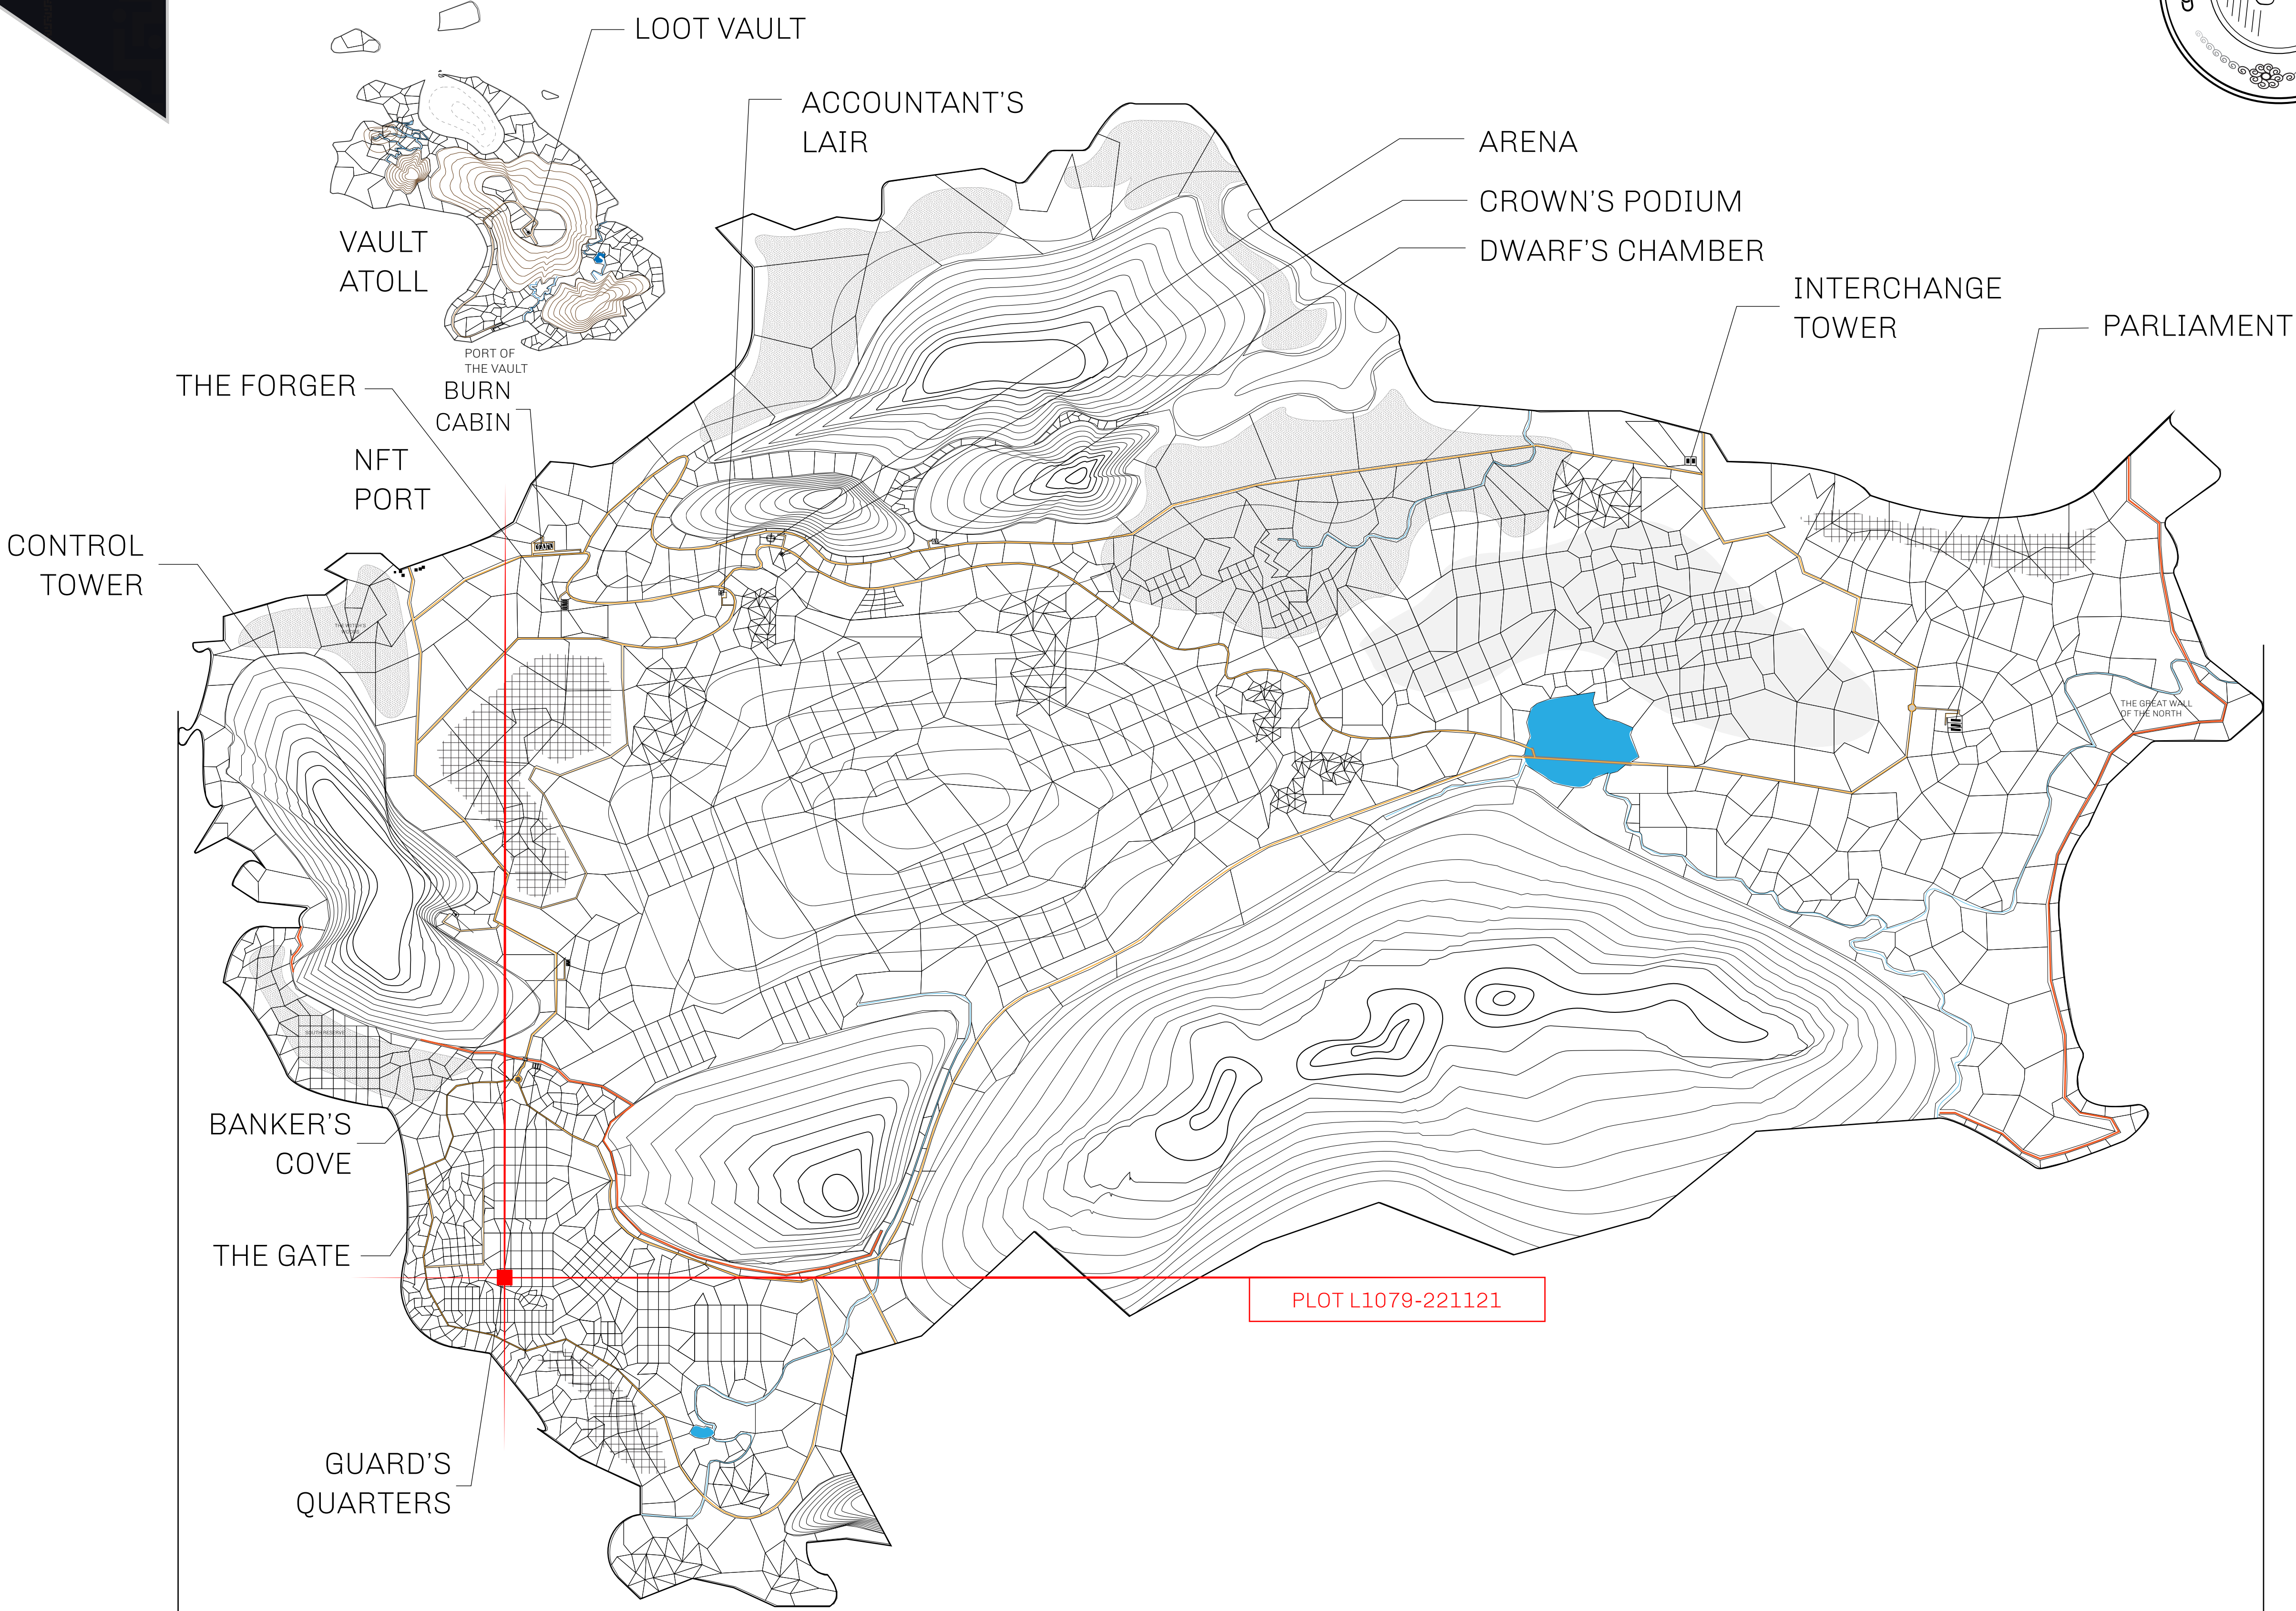 LOOT VAULT
ACCOUNTANT'S
LAIR
ARENA
CROWN'S PODIUM
DWARF'S CHAMBER
VAULT
ATOLL
INTERCHANGE
TOWER
PARLIAMENT
PORT OF
THE VAULT
THE FORGER
BURN
CABIN
NFT
PORT
CONTROL
TOWER
THE GREAT WALL
OF THE NORTH
SOUTH RESERVE
BANKER'S
COVE
THE GATE
PLOT L1079-221121
GUARD'S
QUARTERS